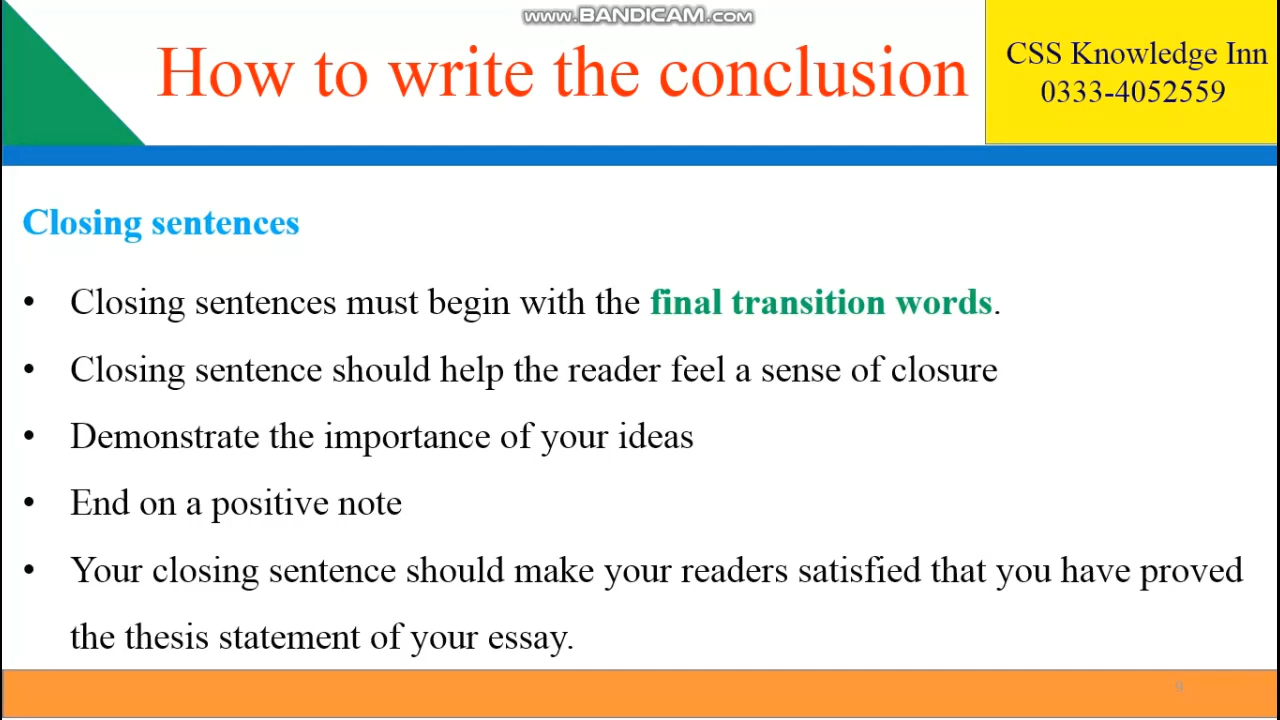 www.BANDICAM.com
How to write the conclusion
CSS Knowledge Inn
0333-4052559
Closing sentences
• Closing sentences must begin with the final transition words.
• Closing sentence should help the reader feel a sense of closure
• Demonstrate the importance of your ideas
• End on a positive note
• Your closing sentence should make your readers satisfied that you have proved
the thesis statement of your essay.
9